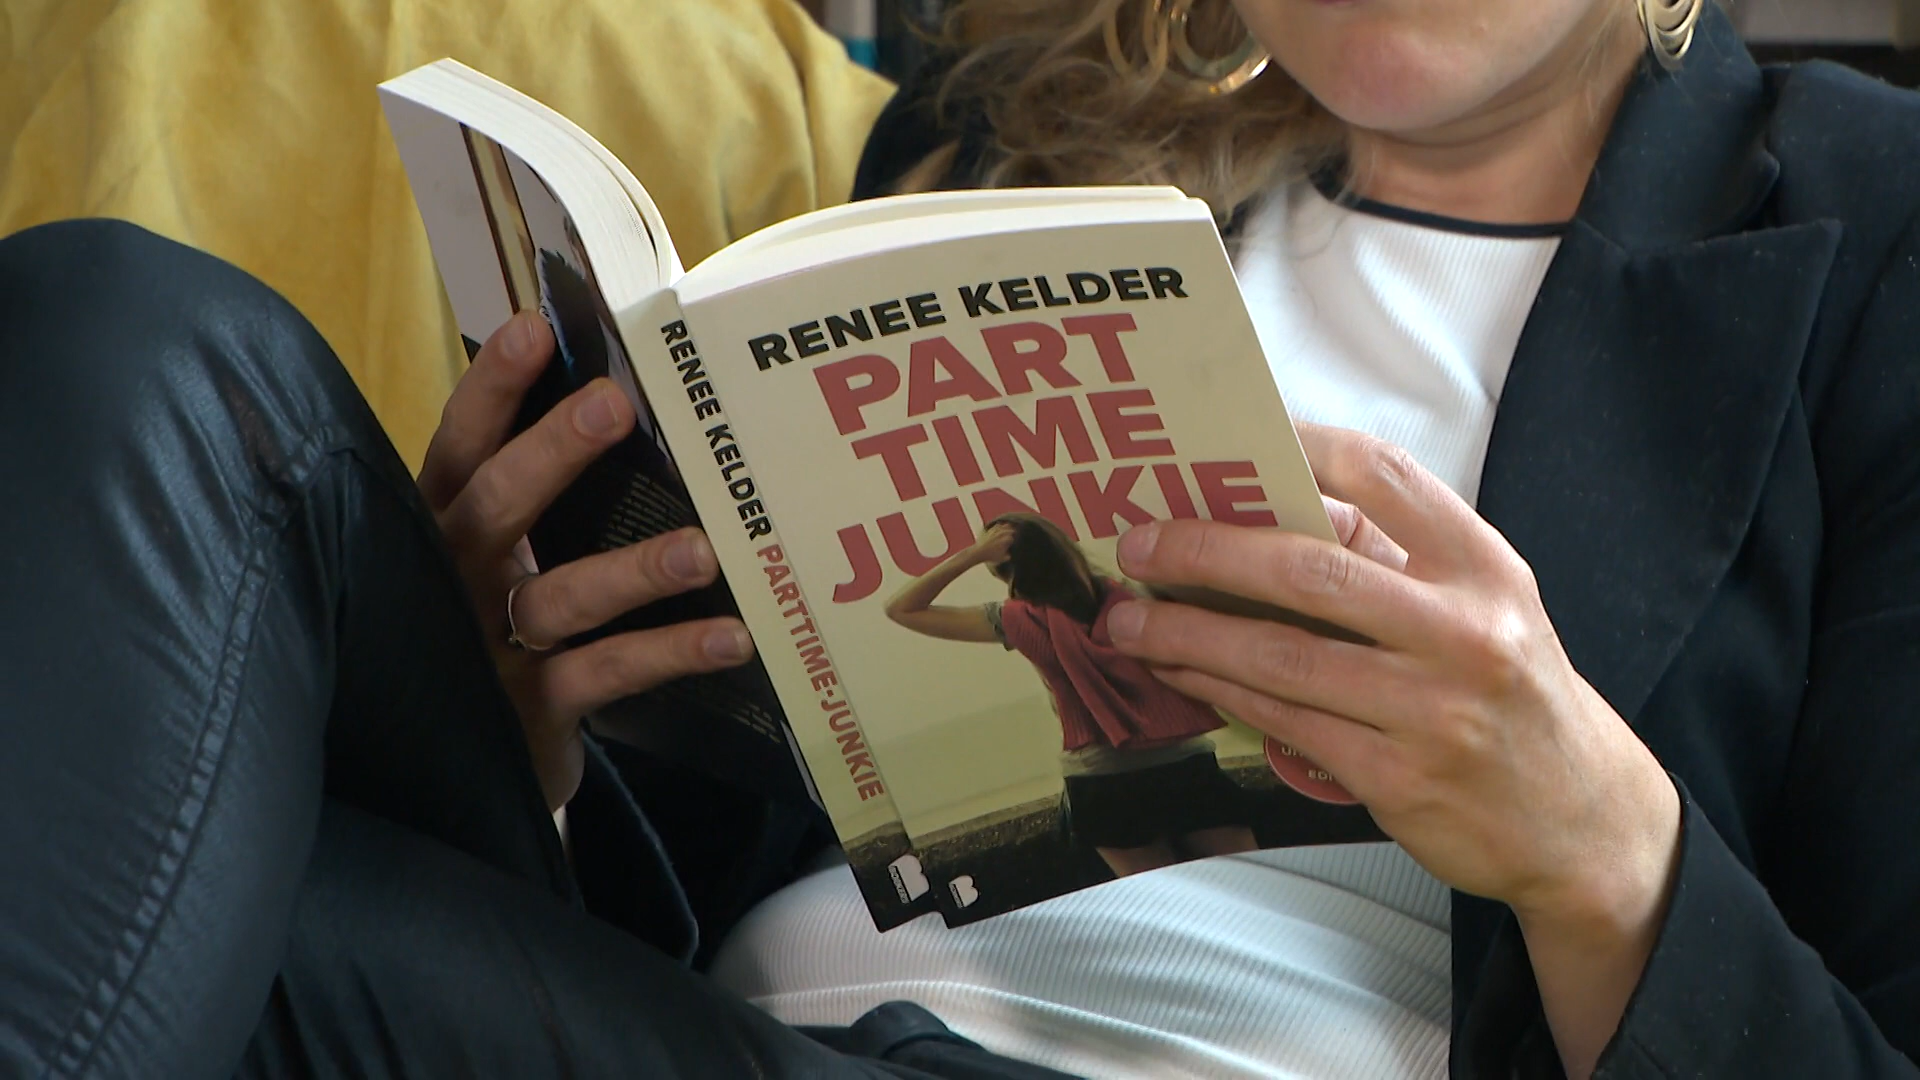 RENEE KELDER
PART
TIME
JUNKIE
RENEE KELDER PARTTIME-JUNKIE